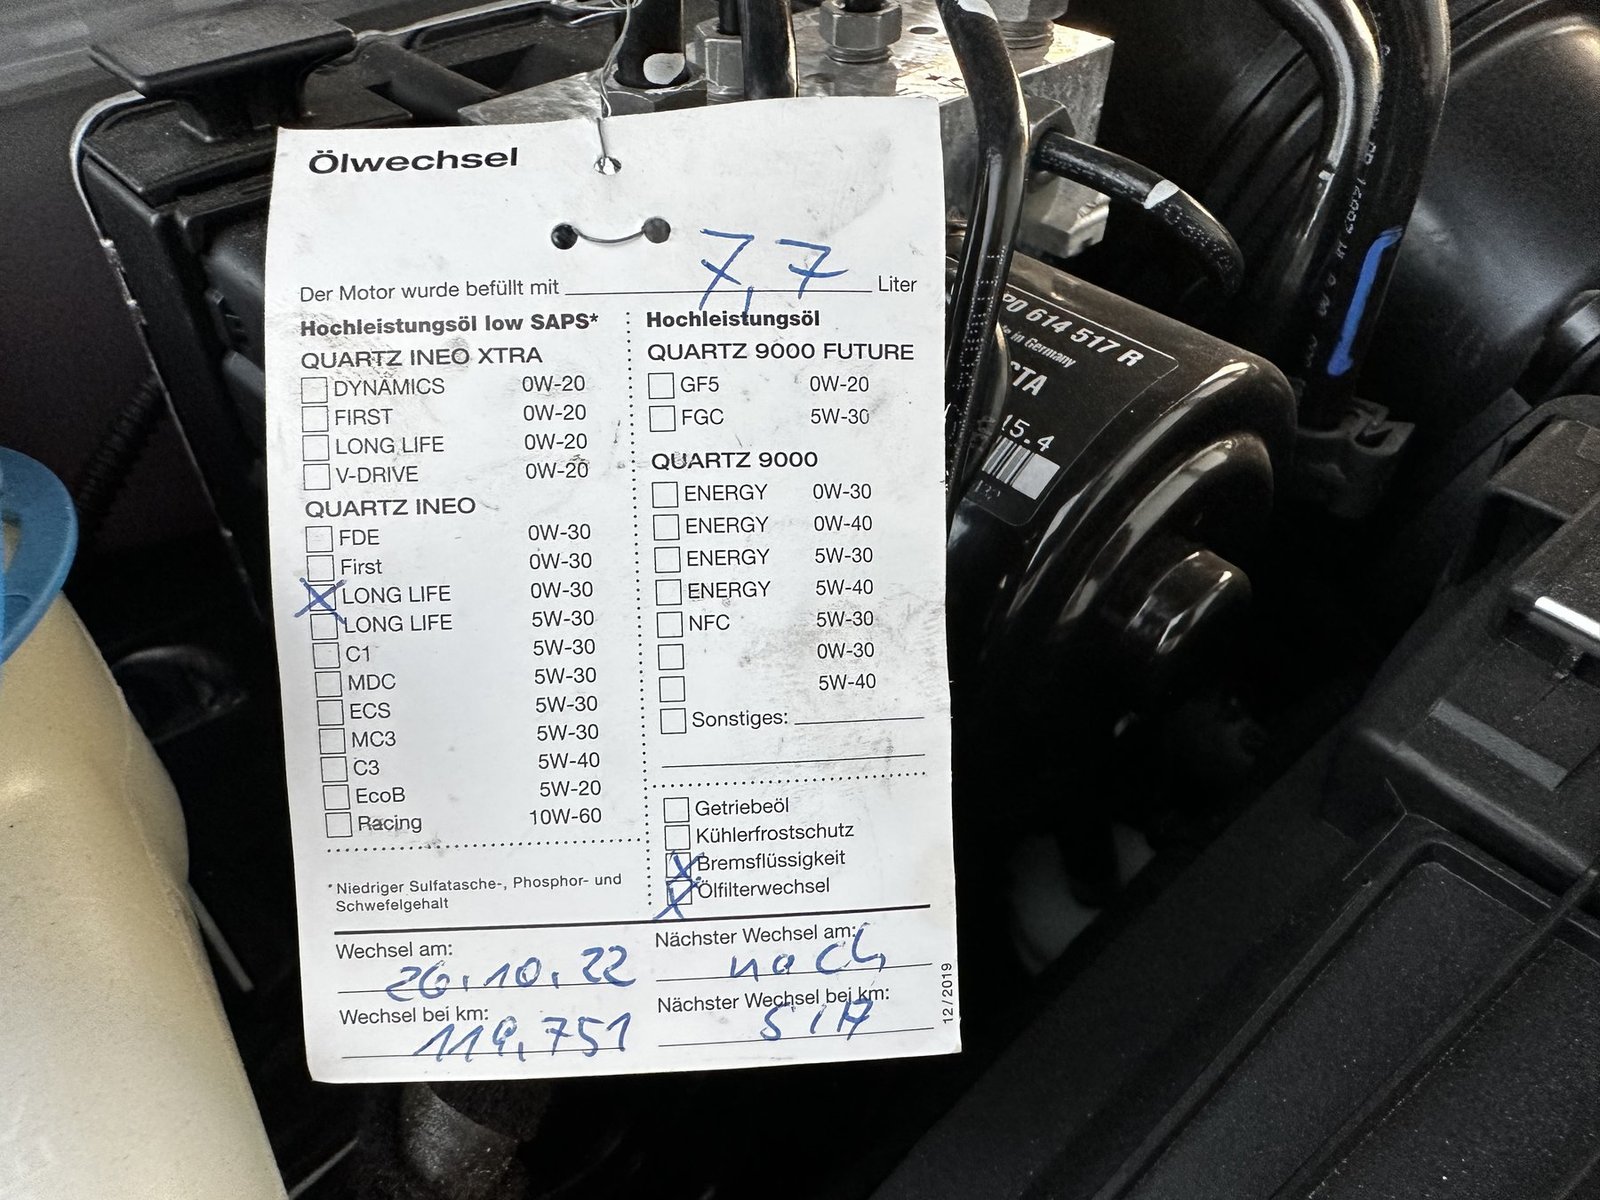 Ölwechsel
Der Motor wurde befüllt mit 7,7 Liter
Hochleistungsöl low SAPS*
QUARTZ INEO XTRA
DYNAMICS 0W-20
FIRST 0W-20
LONG LIFE 0W-20
V-DRIVE 0W-20
QUARTZ INEO
FDE 0W-30
First 0W-30
X LONG LIFE 0W-30
LONG LIFE 5W-30
C1 5W-30
MDC 5W-30
ECS 5W-30
MC3 5W-30
C3 5W-40
EcoB 5W-20
Racing 10W-60
* Niedriger Sulfatasche-, Phosphor- und
Schwefelgehalt
Hochleistungsöl
QUARTZ 9000 FUTURE
GF5 0W-20
FGC 5W-30
QUARTZ 9000
ENERGY 0W-30
ENERGY 0W-40
ENERGY 5W-30
ENERGY 5W-40
NFC 5W-30
0W-30
5W-40
Sonstiges:
Getriebeöl
Kühlerfrostschutz
X Bremsflüssigkeit
X Ölfilterwechsel
Wechsel am:
26.10.22
Wechsel bei km:
119.751
Nächster Wechsel am:
nach
Nächster Wechsel bei km:
SIA
12/2019
614 517 R
in Germany
15.4